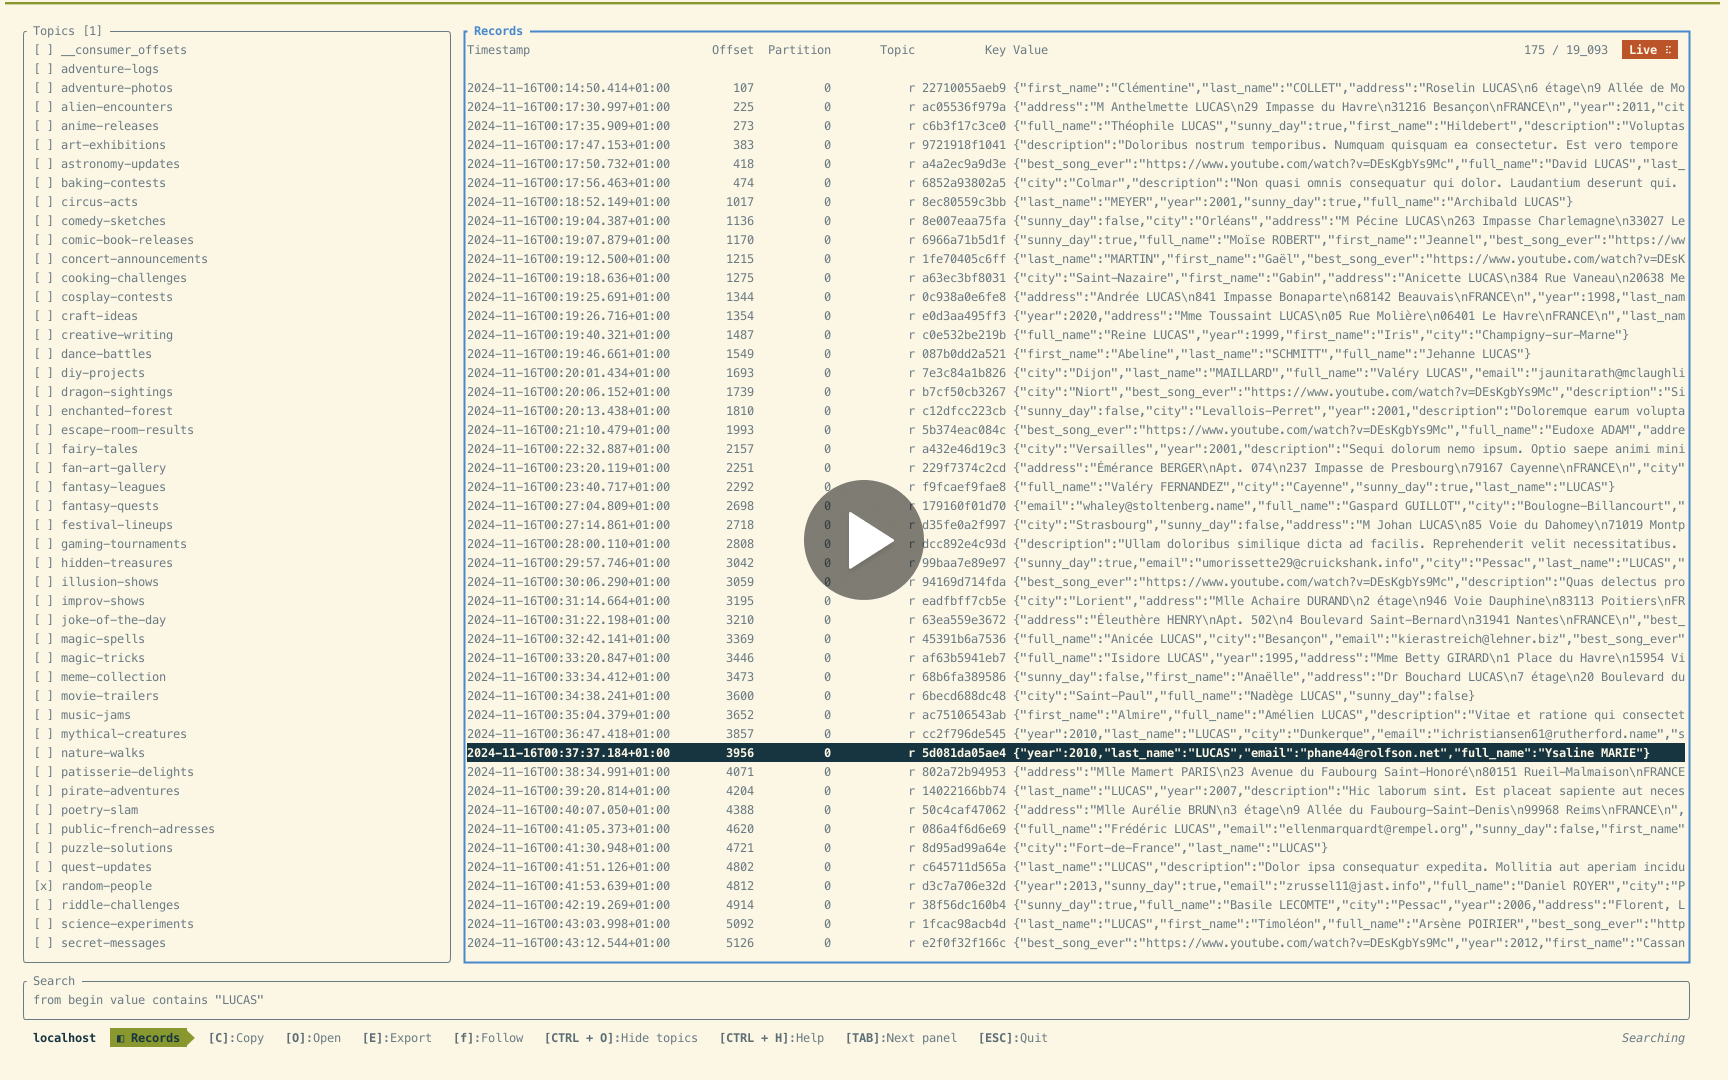 Topics [1]
[ ] __consumer_offsets
[ ] adventure-logs
[ ] adventure-photos
[ ] alien-encounters
[ ] anime-releases
[ ] art-exhibitions
[ ] astronomy-updates
[ ] baking-contests
[ ] circus-acts
[ ] comedy-sketches
[ ] comic-book-releases
[ ] concert-announcements
[ ] cooking-challenges
[ ] cosplay-contests
[ ] craft-ideas
[ ] creative-writing
[ ] dance-battles
[ ] diy-projects
[ ] dragon-sightings
[ ] enchanted-forest
[ ] escape-room-results
[ ] fairy-tales
[ ] fan-art-gallery
[ ] fantasy-leagues
[ ] fantasy-quests
[ ] festival-lineups
[ ] gaming-tournaments
[ ] hidden-treasures
[ ] illusion-shows
[ ] improv-shows
[ ] joke-of-the-day
[ ] magic-spells
[ ] magic-tricks
[ ] meme-collection
[ ] movie-trailers
[ ] music-jams
[ ] mythical-creatures
[ ] nature-walks
[ ] patisserie-delights
[ ] pirate-adventures
[ ] poetry-slam
[ ] public-french-adresses
[ ] puzzle-solutions
[ ] quest-updates
[x] random-people
[ ] riddle-challenges
[ ] science-experiments
[ ] secret-messages
Records
Timestamp Offset Partition Topic Key Value 175 / 19_093 Live
2024-11-16T00:14:50.414+01:00 107 0 r 22710055aeb9 {"first_name":"Clémentine","last_name":"COLLET","address":"Roselin LUCAS\n6 étage\n9 Allée de Mo
2024-11-16T00:17:30.997+01:00 225 0 r ac05536f979a {"address":"M Anthelmette LUCAS\n29 Impasse du Havre\n31216 Besançon\nFRANCE\n","year":2011,"cit
2024-11-16T00:17:35.909+01:00 273 0 r c6b3f17c3ce0 {"full_name":"Théophile LUCAS","sunny_day":true,"first_name":"Hildebert","description":"Voluptas
2024-11-16T00:17:47.153+01:00 383 0 r 9721918f1041 {"description":"Doloribus nostrum temporibus. Numquam quisquam ea consectetur. Est vero tempore
2024-11-16T00:17:50.732+01:00 418 0 r a4a2ec9a9d3e {"best_song_ever":"https://www.youtube.com/watch?v=DEsKgbYs9Mc","full_name":"David LUCAS","last_
2024-11-16T00:17:56.463+01:00 474 0 r 6852a93802a5 {"city":"Colmar","description":"Non quasi omnis consequatur qui dolor. Laudantium deserunt qui.
2024-11-16T00:18:52.149+01:00 1017 0 r 8ec80559c3bb {"last_name":"MEYER","year":2001,"sunny_day":true,"full_name":"Archibald LUCAS"}
2024-11-16T00:19:04.387+01:00 1136 0 r 8e007eaa75fa {"sunny_day":false,"city":"Orléans","address":"M Pécine LUCAS\n263 Impasse Charlemagne\n33027 Le
2024-11-16T00:19:07.879+01:00 1170 0 r 6966a71b5d1f {"sunny_day":true,"full_name":"Moïse ROBERT","first_name":"Jeannel","best_song_ever":"https://ww
2024-11-16T00:19:12.500+01:00 1215 0 r 1fe70405c6ff {"last_name":"MARTIN","first_name":"Gaël","best_song_ever":"https://www.youtube.com/watch?v=DEsK
2024-11-16T00:19:18.636+01:00 1275 0 r a63ec3bf8031 {"city":"Saint-Nazaire","first_name":"Gabin","address":"Anicette LUCAS\n384 Rue Vaneau\n20638 Me
2024-11-16T00:19:25.691+01:00 1344 0 r 0c938a0e6fe8 {"address":"Andrée LUCAS\n841 Impasse Bonaparte\n68142 Beauvais\nFRANCE\n","year":1998,"last_nam
2024-11-16T00:19:26.716+01:00 1354 0 r e0d3aa495ff3 {"year":2020,"address":"Mme Toussaint LUCAS\n05 Rue Molière\n06401 Le Havre\nFRANCE\n","last_nam
2024-11-16T00:19:40.321+01:00 1487 0 r c0e532be219b {"full_name":"Reine LUCAS","year":1999,"first_name":"Iris","city":"Champigny-sur-Marne"}
2024-11-16T00:19:46.661+01:00 1549 0 r 087b0dd2a521 {"first_name":"Abeline","last_name":"SCHMITT","full_name":"Jehanne LUCAS"}
2024-11-16T00:20:01.434+01:00 1693 0 r 7e3c84a1b826 {"city":"Dijon","last_name":"MAILLARD","full_name":"Valéry LUCAS","email":"jaunitarath@mclaughli
2024-11-16T00:20:06.152+01:00 1739 0 r b7cf50cb3267 {"city":"Niort","best_song_ever":"https://www.youtube.com/watch?v=DEsKgbYs9Mc","description":"Si
2024-11-16T00:20:13.438+01:00 1810 0 r c12dfcc223cb {"sunny_day":false,"city":"Levallois-Perret","year":2001,"description":"Doloremque earum volupta
2024-11-16T00:21:10.479+01:00 1993 0 r 5b374eac084c {"best_song_ever":"https://www.youtube.com/watch?v=DEsKgbYs9Mc","full_name":"Eudoxe ADAM","addre
2024-11-16T00:22:32.887+01:00 2157 0 r a432e46d19c3 {"city":"Versailles","year":2001,"description":"Sequi dolorum nemo ipsum. Optio saepe animi mini
2024-11-16T00:23:20.119+01:00 2251 0 r 229f7374c2cd {"address":"Émérance BERGER\nApt. 074\n237 Impasse de Presbourg\n79167 Cayenne\nFRANCE\n","city"
2024-11-16T00:23:40.717+01:00 2292 0 r f9fcaef9fae8 {"full_name":"Valéry FERNANDEZ","city":"Cayenne","sunny_day":true,"last_name":"LUCAS"}
2024-11-16T00:27:04.809+01:00 2698 0 r 179160f01d70 {"email":"whaley@stoltenberg.name","full_name":"Gaspard GUILLOT","city":"Boulogne-Billancourt","
2024-11-16T00:27:14.861+01:00 2718 0 r d35fe0a2f997 {"city":"Strasbourg","sunny_day":false,"address":"M Johan LUCAS\n85 Voie du Dahomey\n71019 Montp
2024-11-16T00:28:00.110+01:00 2808 0 r dcc892e4c93d {"description":"Ullam doloribus similique dicta ad facilis. Reprehenderit velit necessitatibus.
2024-11-16T00:29:57.746+01:00 3042 0 r 99baa7e89e97 {"sunny_day":true,"email":"umorissette29@cruickshank.info","city":"Pessac","last_name":"LUCAS","
2024-11-16T00:30:06.290+01:00 3059 0 r 94169d714fda {"best_song_ever":"https://www.youtube.com/watch?v=DEsKgbYs9Mc","description":"Quas delectus pro
2024-11-16T00:31:14.664+01:00 3195 0 r eadfbff7cb5e {"city":"Lorient","address":"Mlle Achaire DURAND\n2 étage\n946 Voie Dauphine\n83113 Poitiers\nFR
2024-11-16T00:31:22.198+01:00 3210 0 r 63ea559e3672 {"address":"Éleuthère HENRY\nApt. 502\n4 Boulevard Saint-Bernard\n31941 Nantes\nFRANCE\n","best_
2024-11-16T00:32:42.141+01:00 3369 0 r 45391b6a7536 {"full_name":"Anicée LUCAS","city":"Besançon","email":"kierastreich@lehner.biz","best_song_ever"
2024-11-16T00:33:20.847+01:00 3446 0 r af63b5941eb7 {"full_name":"Isidore LUCAS","year":1995,"address":"Mme Betty GIRARD\n1 Place du Havre\n15954 Vi
2024-11-16T00:33:34.412+01:00 3473 0 r 68b6fa389586 {"sunny_day":false,"first_name":"Anaëlle","address":"Dr Bouchard LUCAS\n7 étage\n20 Boulevard du
2024-11-16T00:34:38.241+01:00 3600 0 r 6becd688dc48 {"city":"Saint-Paul","full_name":"Nadège LUCAS","sunny_day":false}
2024-11-16T00:35:04.379+01:00 3652 0 r ac75106543ab {"first_name":"Almire","full_name":"Amélien LUCAS","description":"Vitae et ratione qui consectet
2024-11-16T00:36:47.418+01:00 3857 0 r cc2f796de545 {"year":2010,"last_name":"LUCAS","city":"Dunkerque","email":"ichristiansen61@rutherford.name","s
2024-11-16T00:37:37.184+01:00 3956 0 r 5d081da05ae4 {"year":2010,"last_name":"LUCAS","email":"phane44@rolfson.net","full_name":"Ysaline MARIE"}
2024-11-16T00:38:34.991+01:00 4071 0 r 802a72b94953 {"address":"Mlle Mamert PARIS\n23 Avenue du Faubourg Saint-Honoré\n80151 Rueil-Malmaison\nFRANCE
2024-11-16T00:39:20.814+01:00 4204 0 r 14022166bb74 {"last_name":"LUCAS","year":2007,"description":"Hic laborum sint. Est placeat sapiente aut neces
2024-11-16T00:40:07.050+01:00 4388 0 r 50c4caf47062 {"address":"Mlle Aurélie BRUN\n3 étage\n9 Allée du Faubourg-Saint-Denis\n99968 Reims\nFRANCE\n",
2024-11-16T00:41:05.373+01:00 4620 0 r 086a4f6d6e69 {"full_name":"Frédéric LUCAS","email":"ellenmarquardt@rempel.org","sunny_day":false,"first_name"
2024-11-16T00:41:30.948+01:00 4721 0 r 8d95ad99a64e {"city":"Fort-de-France","last_name":"LUCAS"}
2024-11-16T00:41:51.126+01:00 4802 0 r c645711d565a {"last_name":"LUCAS","description":"Dolor ipsa consequatur expedita. Mollitia aut aperiam incidu
2024-11-16T00:41:53.639+01:00 4812 0 r d3c7a706e32d {"year":2013,"sunny_day":true,"email":"zrussel11@jast.info","full_name":"Daniel ROYER","city":"P
2024-11-16T00:42:19.269+01:00 4914 0 r 38f56dc160b4 {"sunny_day":true,"full_name":"Basile LECOMTE","city":"Pessac","year":2006,"address":"Florent, L
2024-11-16T00:43:03.998+01:00 5092 0 r 1fcac98acb4d {"last_name":"LUCAS","first_name":"Timoléon","full_name":"Arsène POIRIER","best_song_ever":"http
2024-11-16T00:43:12.544+01:00 5126 0 r e2f0f32f166c {"best_song_ever":"https://www.youtube.com/watch?v=DEsKgbYs9Mc","year":2012,"first_name":"Cassan
Search
from begin value contains "LUCAS"
localhost Records [C]:Copy [O]:Open [E]:Export [f]:Follow [CTRL + O]:Hide topics [CTRL + H]:Help [TAB]:Next panel [ESC]:Quit Searching